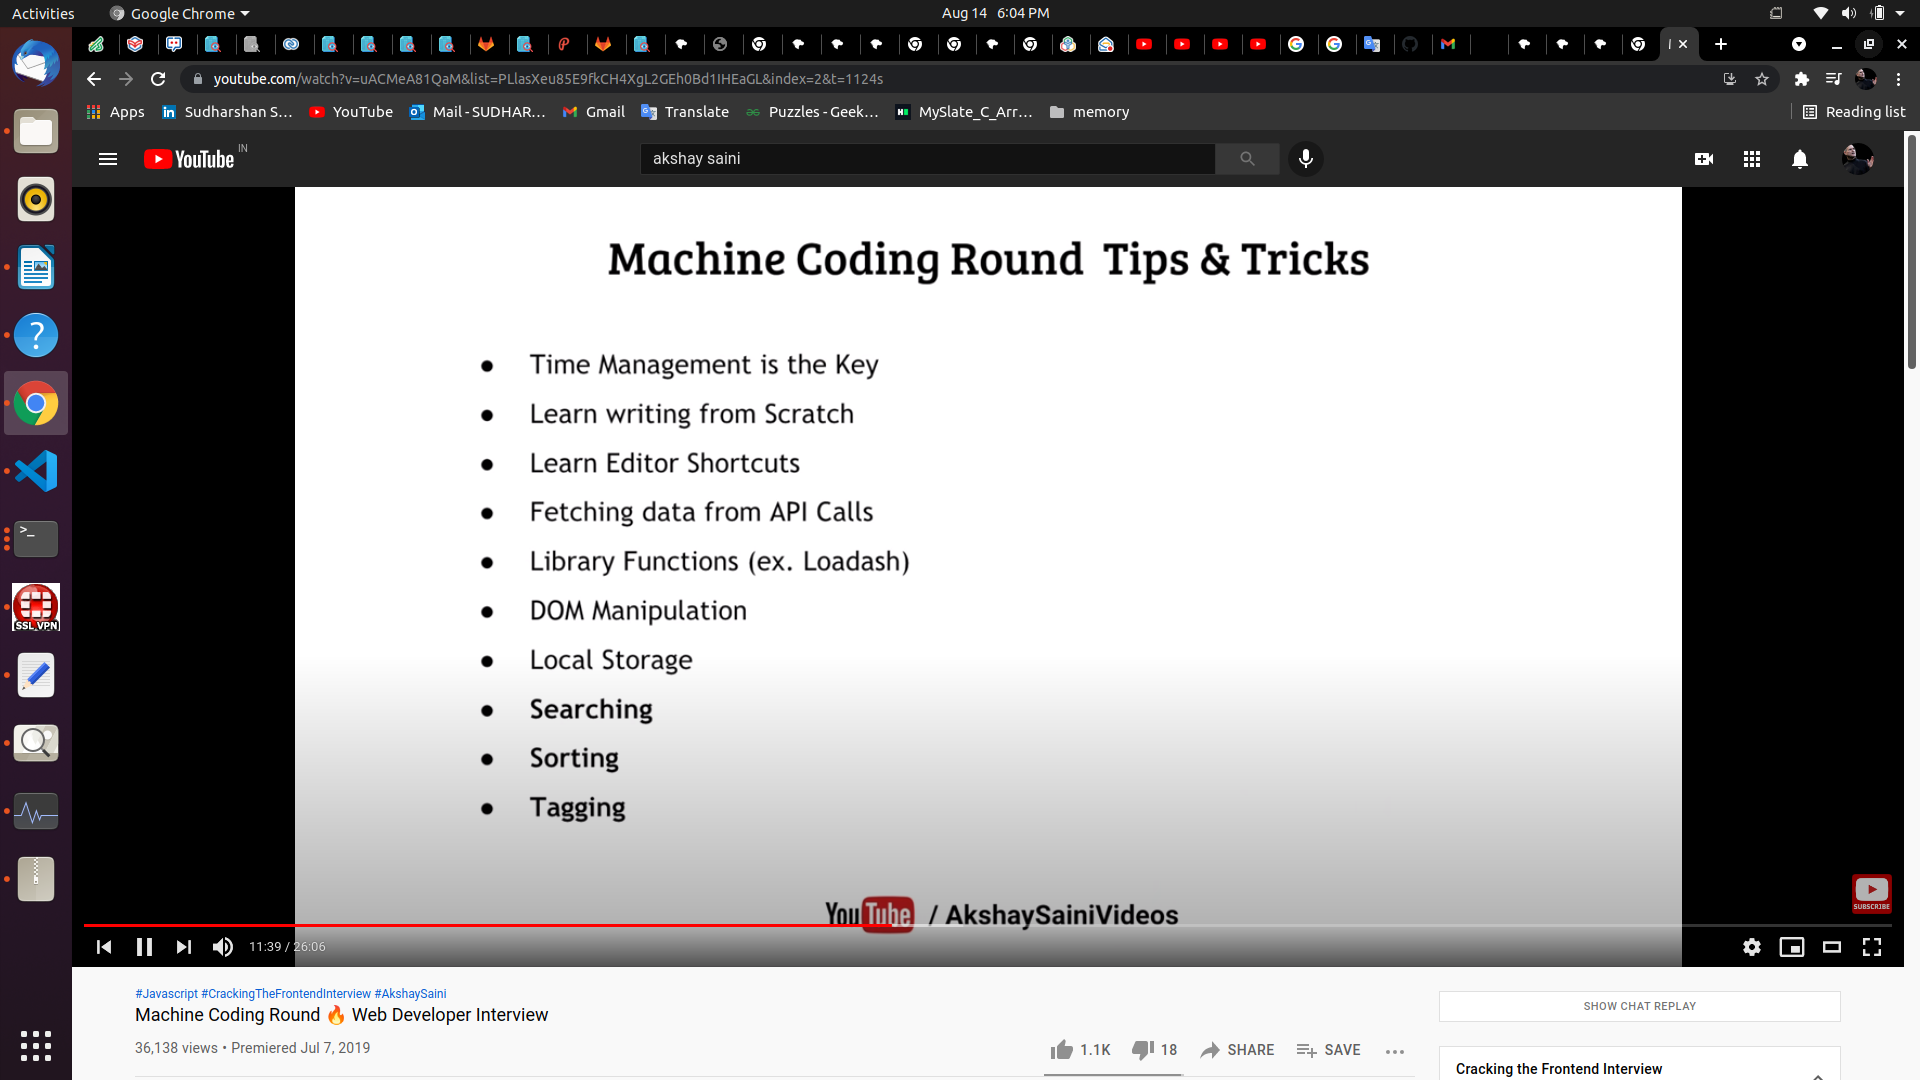 Activities
Google Chrome
Aug 14 6:04 PM
youtube.com/watch?v=uACMeA81QaM&list=PLlasXeu85E9fkCH4XgL2GEh0Bd1IHEaGL&index=2&t=1124s
Apps
Sudharshan S...
YouTube
Mail - SUDHAR...
Gmail
Translate
Puzzles - Geek...
MySlate_C_Arr...
memory
Reading list
YouTube IN
akshay saini
Machine Coding Round Tips & Tricks
● Time Management is the Key
● Learn writing from Scratch
● Learn Editor Shortcuts
● Fetching data from API Calls
● Library Functions (ex. Loadash)
● DOM Manipulation
● Local Storage
● Searching
● Sorting
● Tagging
YouTube / AkshaySainiVideos
SUBSCRIBE
11:39 / 26:06
SSL VPN
#Javascript #CrackingTheFrontendInterview #AkshaySaini
Machine Coding Round 🔥 Web Developer Interview
36,138 views • Premiered Jul 7, 2019
1.1K
18
SHARE
SAVE
SHOW CHAT REPLAY
Cracking the Frontend Interview